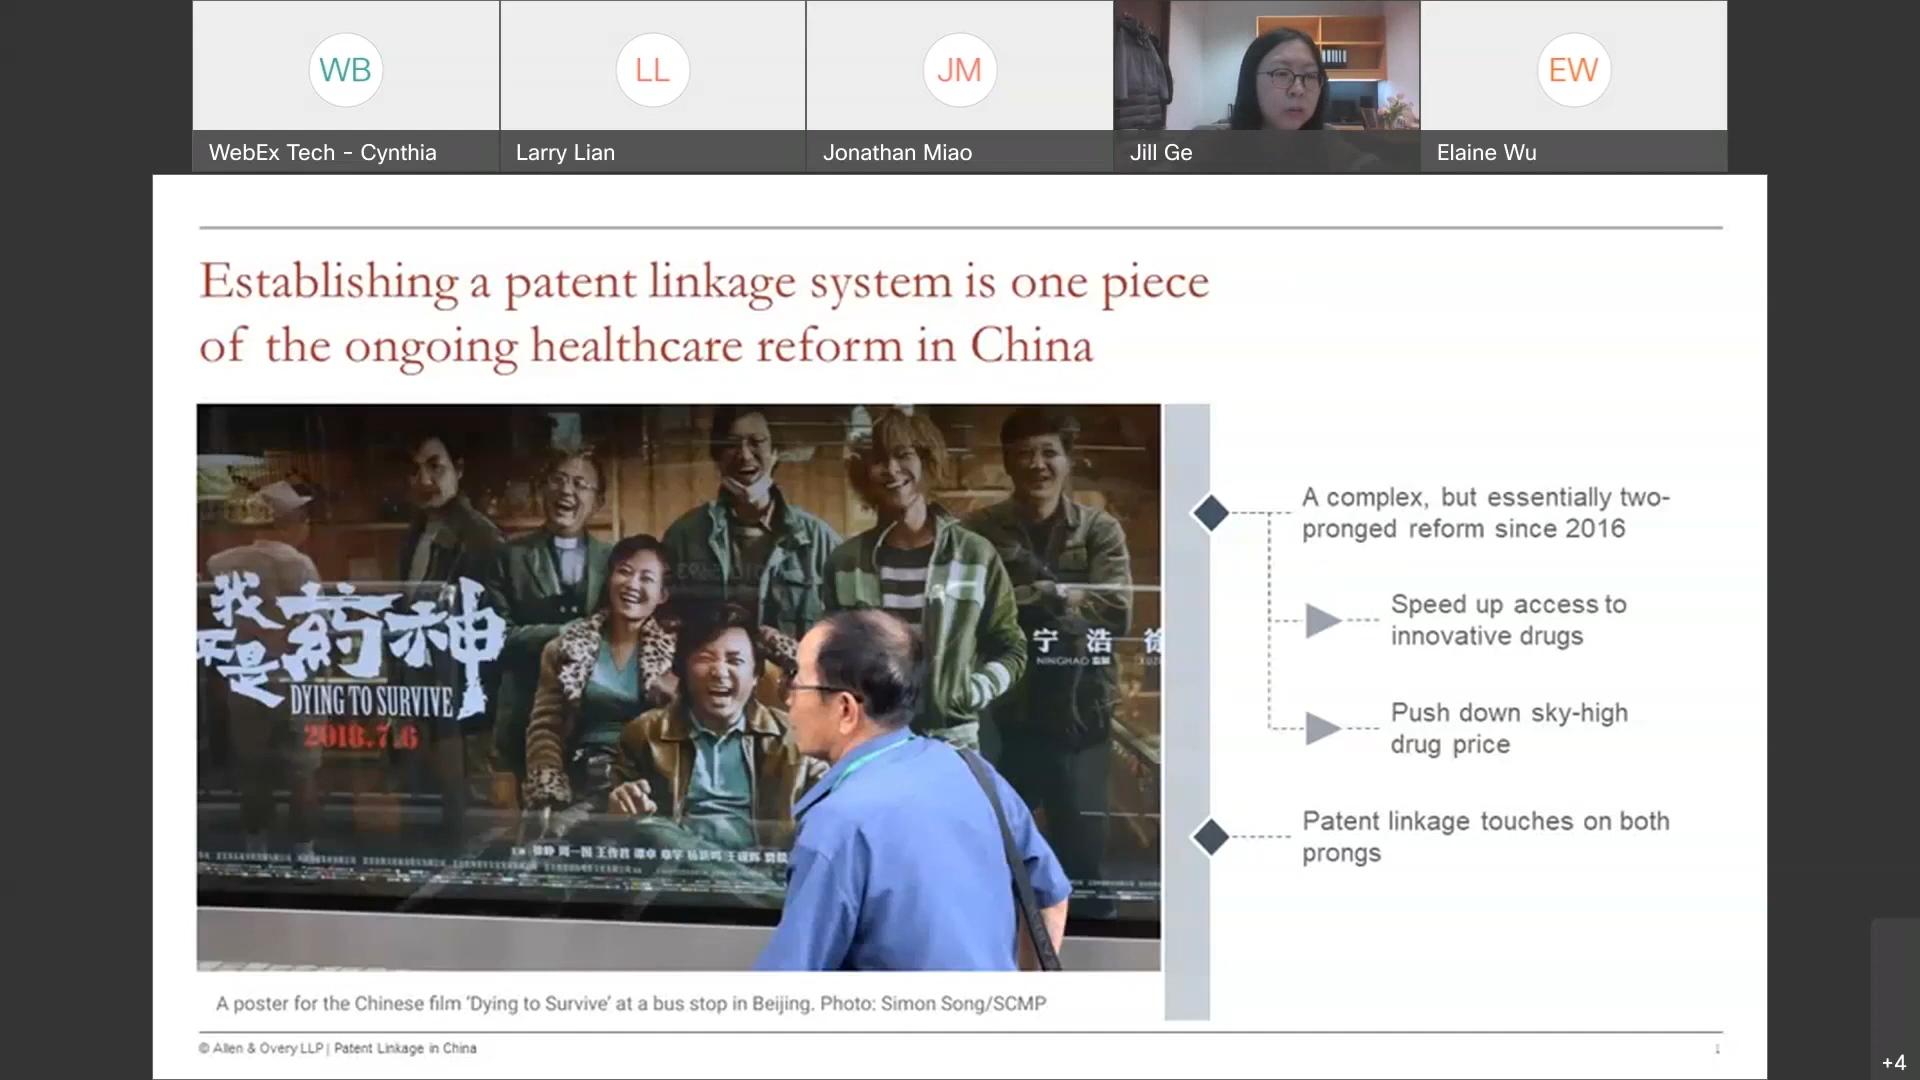 WB
LL
JM
EW
WebEx Tech - Cynthia
Larry Lian
Jonathan Miao
Jill Ge
Elaine Wu
Establishing a patent linkage system is one piece
of the ongoing healthcare reform in China
我不是药神
DYING TO SURVIVE
2018.7.6
宁 浩 徐
NINGHAO
A complex, but essentially two-
pronged reform since 2016
Speed up access to
innovative drugs
Push down sky-high
drug price
Patent linkage touches on both
prongs
A poster for the Chinese film ‘Dying to Survive’ at a bus stop in Beijing. Photo: Simon Song/SCMP
© Allen & Overy LLP | Patent Linkage in China
+4